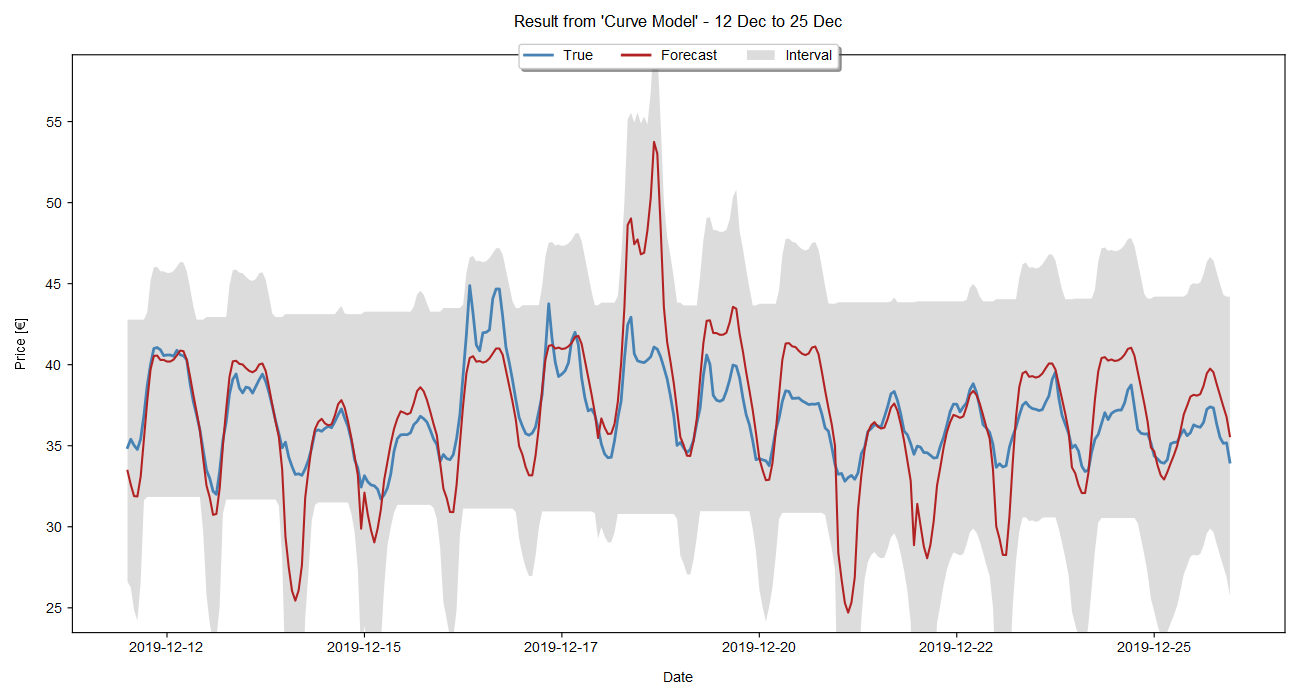 Result from 'Curve Model' - 12 Dec to 25 Dec
True Forecast Interval
55
50
45
40
35
30
25
Price [€]
2019-12-12 2019-12-15 2019-12-17 2019-12-20 2019-12-22 2019-12-25
Date